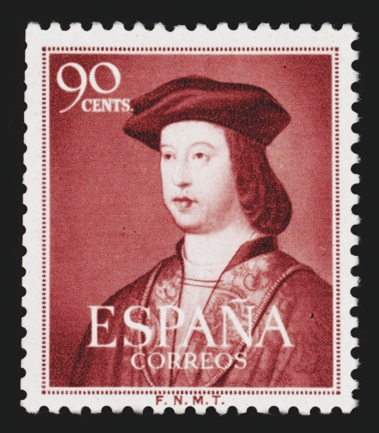 90
CENTS.
ESPAÑA
CORREOS
F. N. M. T.